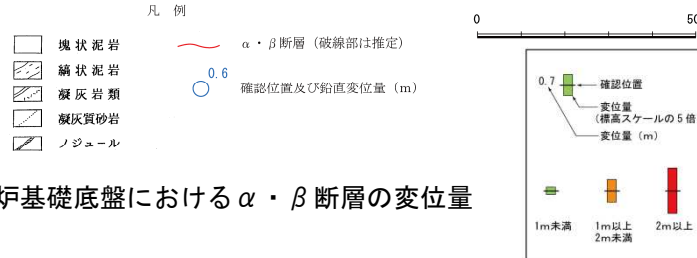 凡 例
塊状泥岩
縞状泥岩
凝灰岩類
凝灰質砂岩
ノジュール
α・β断層（破線部は推定）
0.6
確認位置及び鉛直変位量（m）
炉基礎底盤におけるα・β断層の変位量
0
50
0.7
確認位置
変位量
(標高スケールの5倍
変位量（m）
1m未満
1m以上
2m未満
2m以上